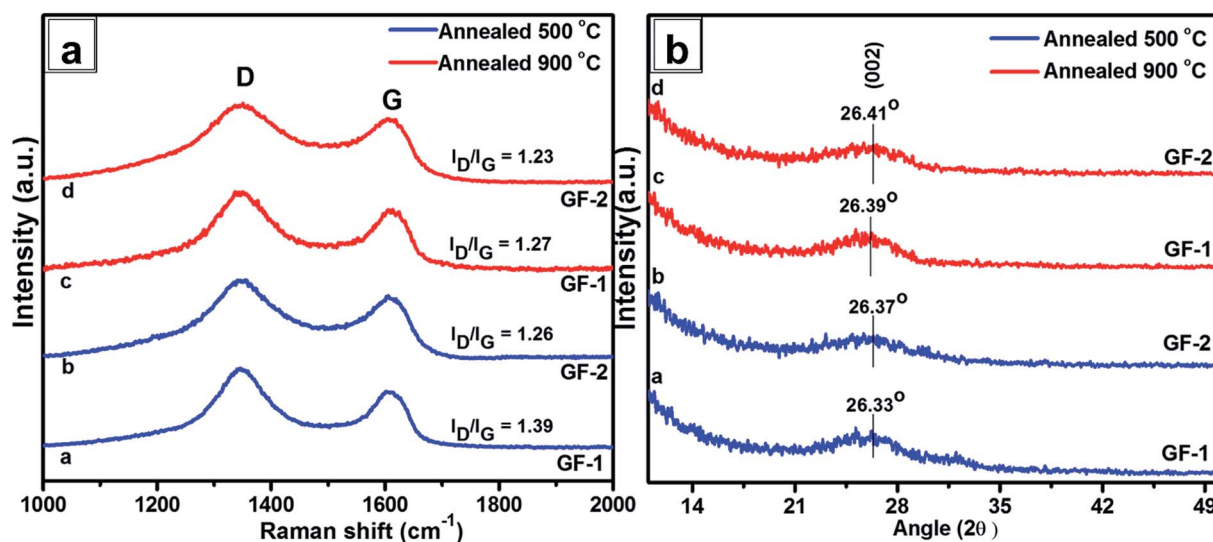 a
Annealed 500 °C
Annealed 900 °C
D
G
I_D/I_G = 1.23
d
GF-2
I_D/I_G = 1.27
c
GF-1
I_D/I_G = 1.26
b
GF-2
I_D/I_G = 1.39
a
GF-1
Intensity (a.u.)
1000 1200 1400 1600 1800 2000
Raman shift (cm⁻¹)
b
Annealed 500 °C
Annealed 900 °C
(002)
d
26.41°
GF-2
c
26.39°
GF-1
b
26.37°
GF-2
a
26.33°
GF-1
Intensity(a.u.)
14 21 28 35 42 49
Angle (2θ )